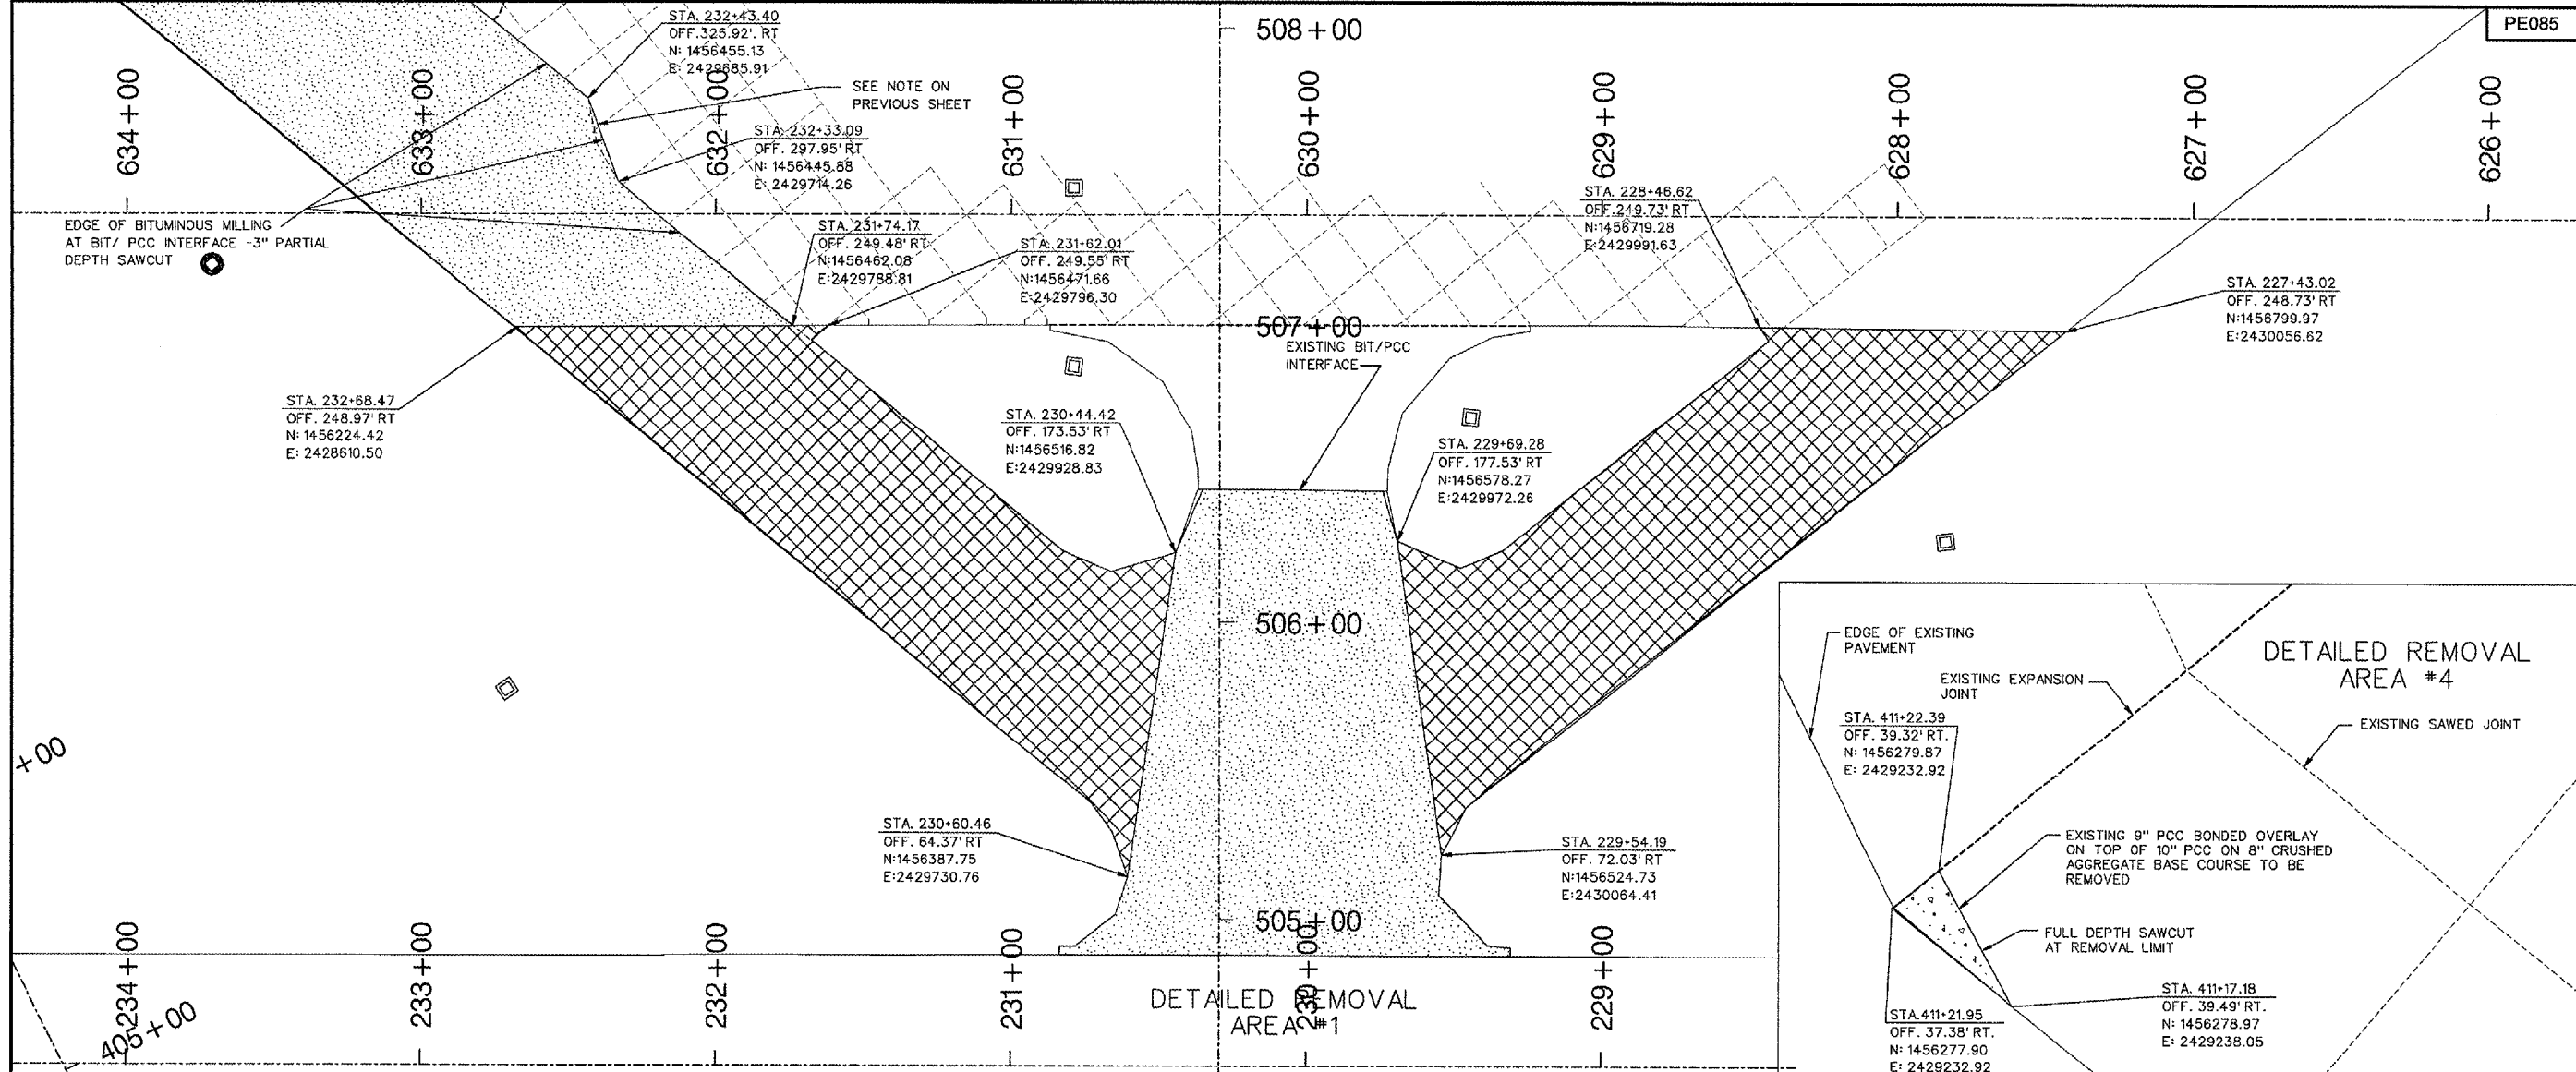 PE085
STA. 232+43.40
OFF.325.92'. RT
N: 1456455.13
E: 2429685.91
508+00
SEE NOTE ON
PREVIOUS SHEET
634+00
633+00
632+00
631+00
630+00
629+00
628+00
627+00
626+00
STA. 232+33.09
OFF. 297.95' RT
N: 1456445.88
E: 2429714.26
EDGE OF BITUMINOUS MILLING
AT BIT/ PCC INTERFACE -3" PARTIAL
DEPTH SAWCUT
STA. 231+74.17
OFF. 249.48' RT
N:1456462.08
E:2429788.81
STA. 231+62.01
OFF. 249.55' RT
N:1456471.66
E:2429796.30
STA. 228+46.62
OFF. 249.73' RT
N:1456719.28
E:2429991.63
STA. 227+43.02
OFF. 248.73' RT
N:1456799.97
E:2430056.62
507+00
EXISTING BIT/PCC
INTERFACE
STA. 232+68.47
OFF. 248.97' RT
N: 1456224.42
E: 2428610.50
STA. 230+44.42
OFF. 173.53' RT
N:1456516.82
E:2429928.83
STA. 229+69.28
OFF. 177.53' RT
N:1456578.27
E:2429972.26
506+00
+00
STA. 230+60.46
OFF. 64.37' RT
N:1456387.75
E:2429730.76
STA. 229+54.19
OFF. 72.03' RT
N:1456524.73
E:2430064.41
505+00
234+00
233+00
232+00
231+00
230+00
229+00
405+00
DETAILED REMOVAL
AREA #1
EDGE OF EXISTING
PAVEMENT
DETAILED REMOVAL
AREA #4
EXISTING EXPANSION
JOINT
STA. 411+22.39
OFF. 39.32' RT.
N: 1456279.87
E: 2429232.92
EXISTING SAWED JOINT
EXISTING 9" PCC BONDED OVERLAY
ON TOP OF 10" PCC ON 8" CRUSHED
AGGREGATE BASE COURSE TO BE
REMOVED
FULL DEPTH SAWCUT
AT REMOVAL LIMIT
STA.411+21.95
OFF. 37.38' RT.
N: 1456277.90
E: 2429232.92
STA. 411+17.18
OFF. 39.49' RT.
N: 1456278.97
E: 2429238.05